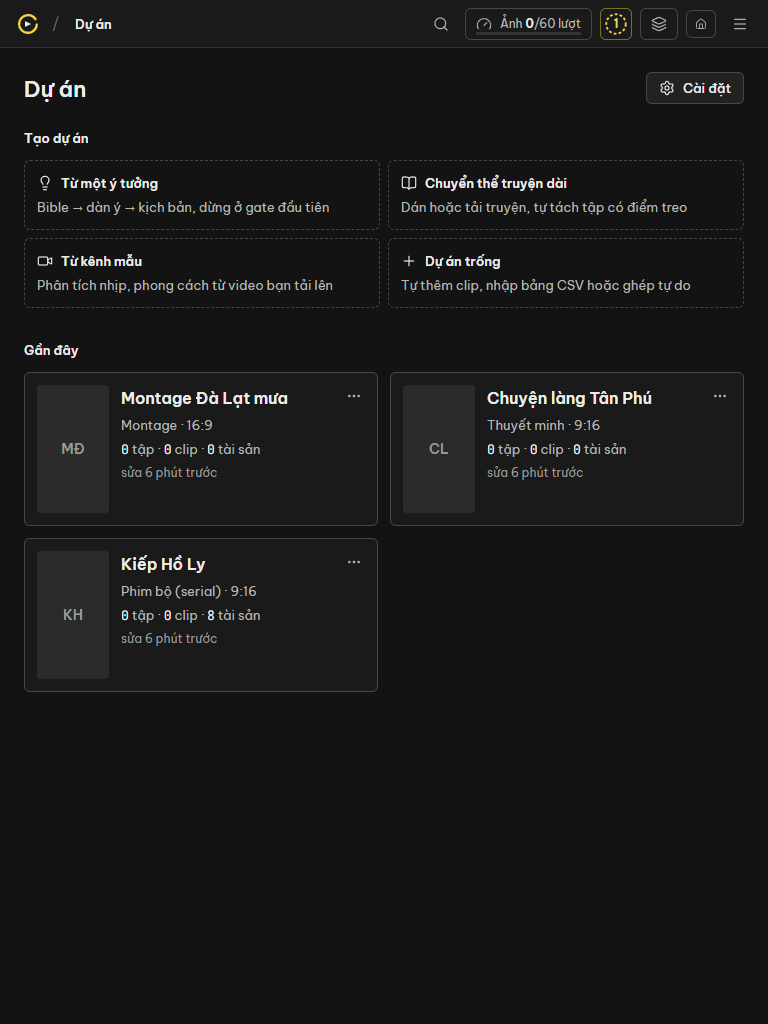 / Dự án
Ảnh 0/60 lượt
1
Dự án
Cài đặt
Tạo dự án
Từ một ý tưởng
Bible → dàn ý → kịch bản, dừng ở gate đầu tiên
Chuyển thể truyện dài
Dán hoặc tải truyện, tự tách tập có điểm treo
Từ kênh mẫu
Phân tích nhịp, phong cách từ video bạn tải lên
Dự án trống
Tự thêm clip, nhập bảng CSV hoặc ghép tự do
Gần đây
MĐ
Montage Đà Lạt mưa
Montage · 16:9
0 tập · 0 clip · 0 tài sản
sửa 6 phút trước
CL
Chuyện làng Tân Phú
Thuyết minh · 9:16
0 tập · 0 clip · 0 tài sản
sửa 6 phút trước
KH
Kiếp Hồ Ly
Phim bộ (serial) · 9:16
0 tập · 0 clip · 8 tài sản
sửa 6 phút trước